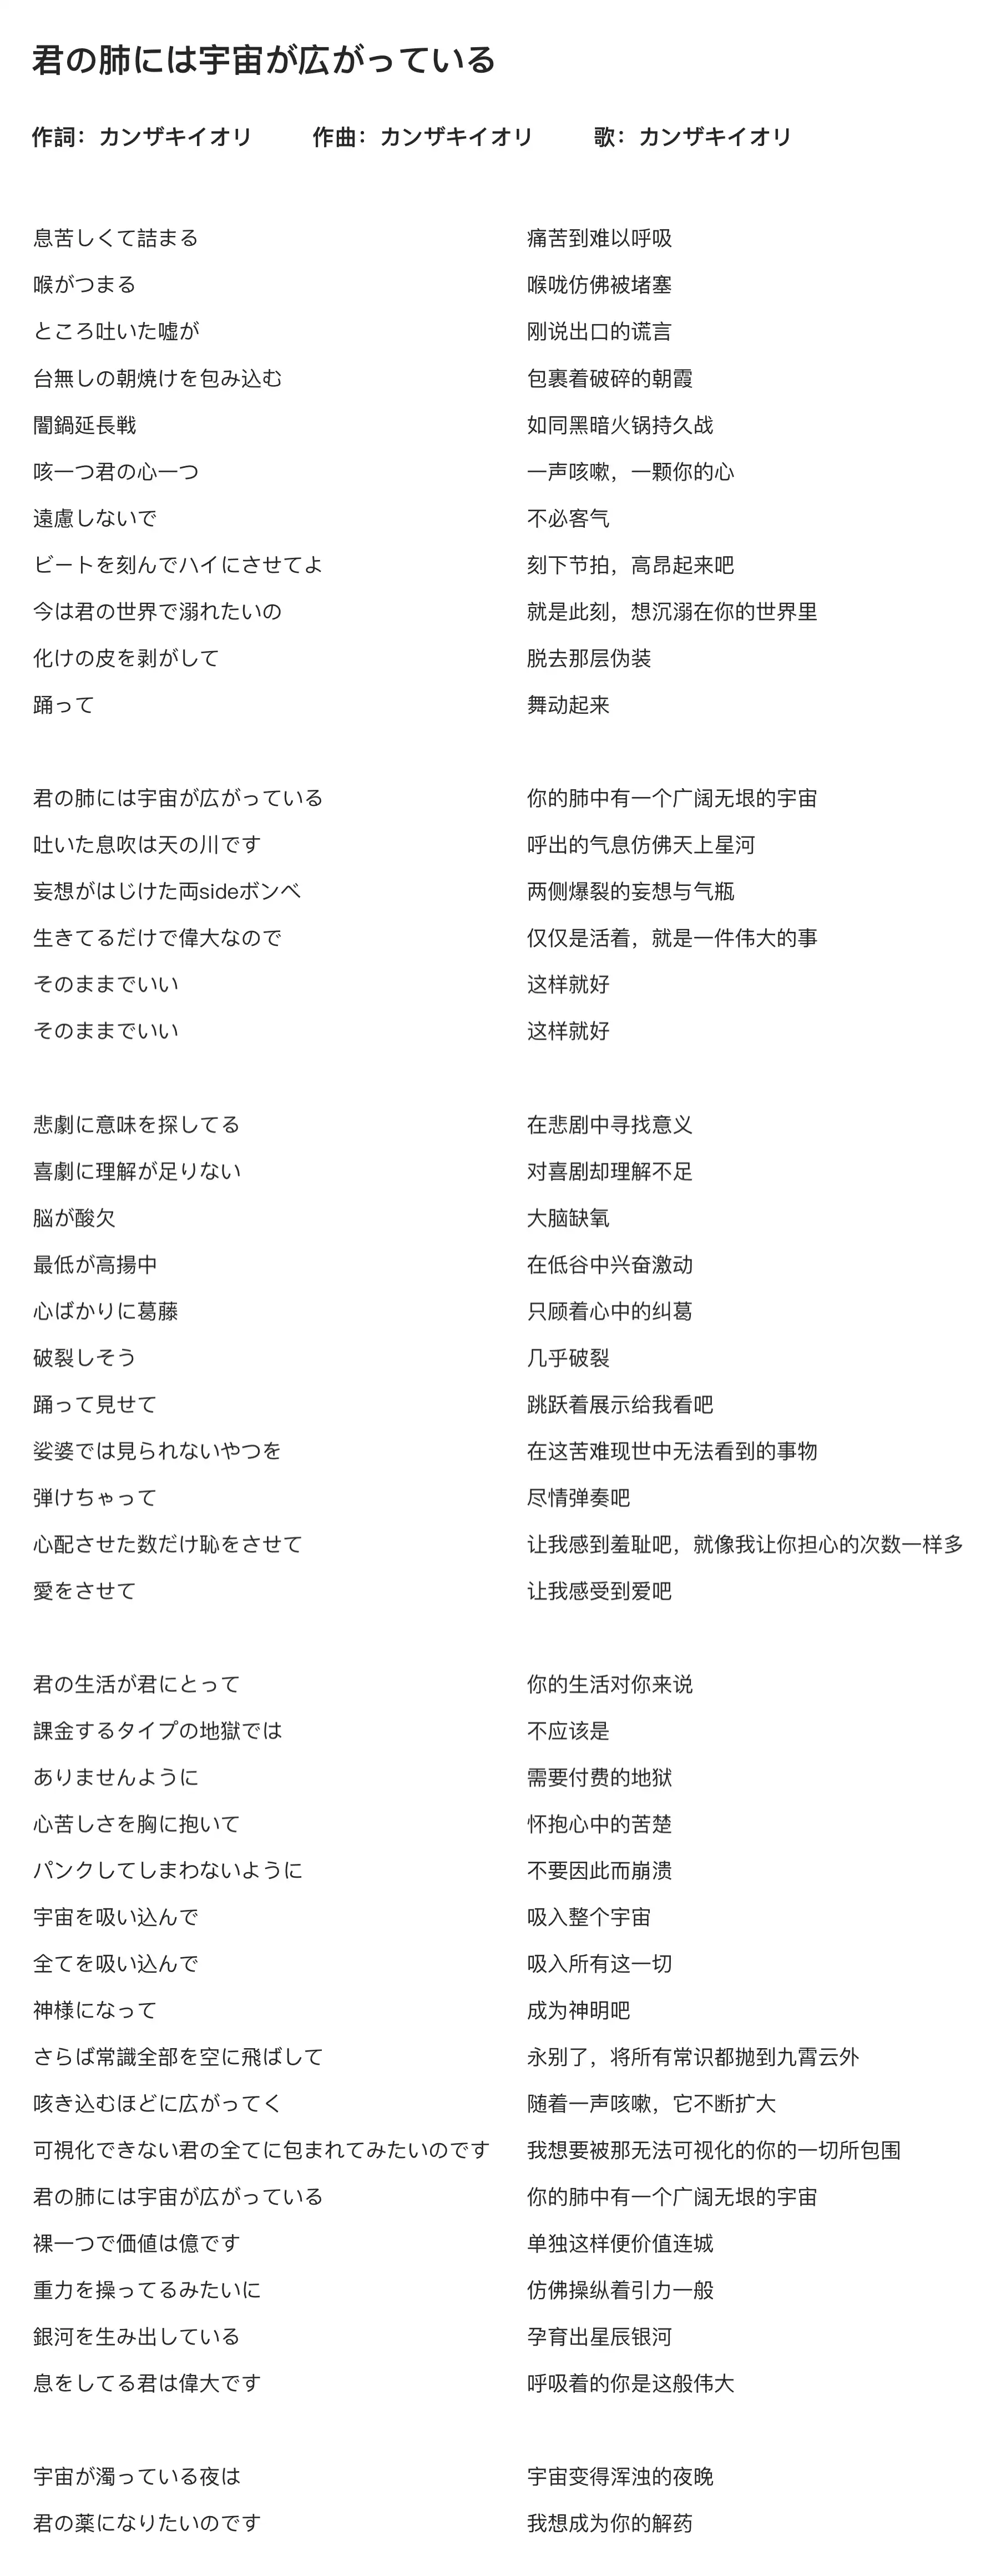 君の肺には宇宙が広がっている
作詞：カンザキイオリ 作曲：カンザキイオリ 歌：カンザキイオリ
息苦しくて詰まる 痛苦到难以呼吸
喉がつまる 喉咙仿佛被堵塞
ところ吐いた嘘が 刚说出口的谎言
台無しの朝焼けを包み込む 包裹着破碎的朝霞
闇鍋延長戦 如同黑暗火锅持久战
咳一つ君の心一つ 一声咳嗽，一颗你的心
遠慮しないで 不必客气
ビートを刻んでハイにさせてよ 刻下节拍，高昂起来吧
今は君の世界で溺れたいの 就是此刻，想沉溺在你的世界里
化けの皮を剥がして 脱去那层伪装
踊って 舞动起来
君の肺には宇宙が広がっている 你的肺中有一个广阔无垠的宇宙
吐いた息吹は天の川です 呼出的气息仿佛天上星河
妄想がはじけた両sideボンベ 两侧爆裂的妄想与气瓶
生きてるだけで偉大なので 仅仅是活着，就是一件伟大的事
そのままでいい 这样就好
そのままでいい 这样就好
悲劇に意味を探してる 在悲剧中寻找意义
喜劇に理解が足りない 对喜剧却理解不足
脳が酸欠 大脑缺氧
最低が高揚中 在低谷中兴奋激动
心ばかりに葛藤 只顾着心中的纠葛
破裂しそう 几乎破裂
踊って見せて 跳跃着展示给我看吧
娑婆では見られないやつを 在这苦难现世中无法看到的事物
弾けちゃって 尽情弹奏吧
心配させた数だけ恥をさせて 让我感到羞耻吧，就像我让你担心的次数一样多
愛をさせて 让我感受到爱吧
君の生活が君にとって 你的生活对你来说
課金するタイプの地獄では 不应该是
ありませんように 需要付费的地狱
心苦しさを胸に抱いて 怀抱心中的苦楚
パンクしてしまわないように 不要因此而崩溃
宇宙を吸い込んで 吸入整个宇宙
全てを吸い込んで 吸入所有这一切
神様になって 成为神明吧
さらば常識全部を空に飛ばして 永别了，将所有常识都抛到九霄云外
咳き込むほどに広がってく 随着一声咳嗽，它不断扩大
可視化できない君の全てに包まれてみたいのです 我想要被那无法可视化的你的一切所包围
君の肺には宇宙が広がっている 你的肺中有一个广阔无垠的宇宙
裸一つで価値は億です 单独这样便价值连城
重力を操ってるみたいに 仿佛操纵着引力一般
銀河を生み出している 孕育出星辰银河
息をしてる君は偉大です 呼吸着的你是这般伟大
宇宙が濁っている夜は 宇宙变得浑浊的夜晚
君の薬になりたいのです 我想成为你的解药